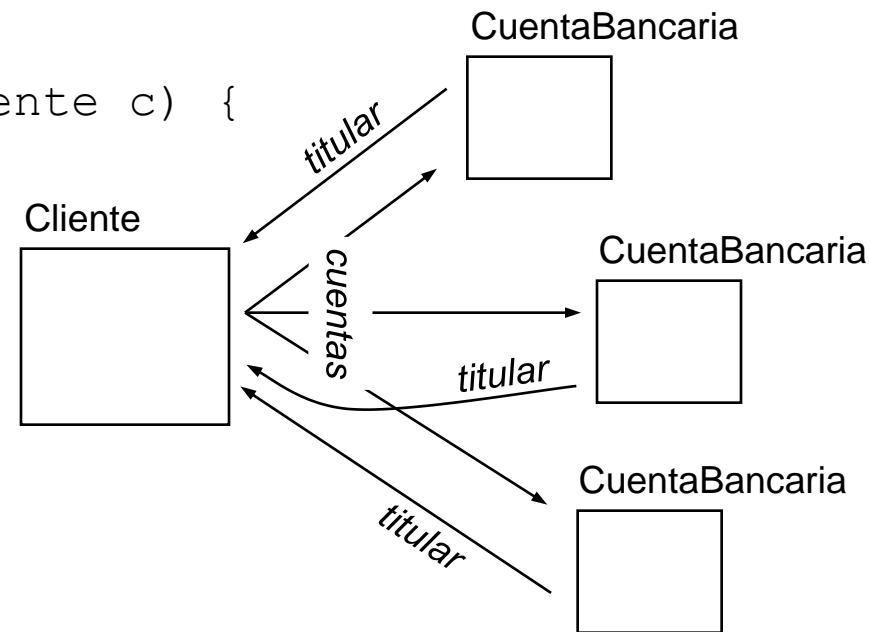 CuentaBancaria
ente c) {
titular
Cliente
cuentas
CuentaBancaria
titular
CuentaBancaria
titular